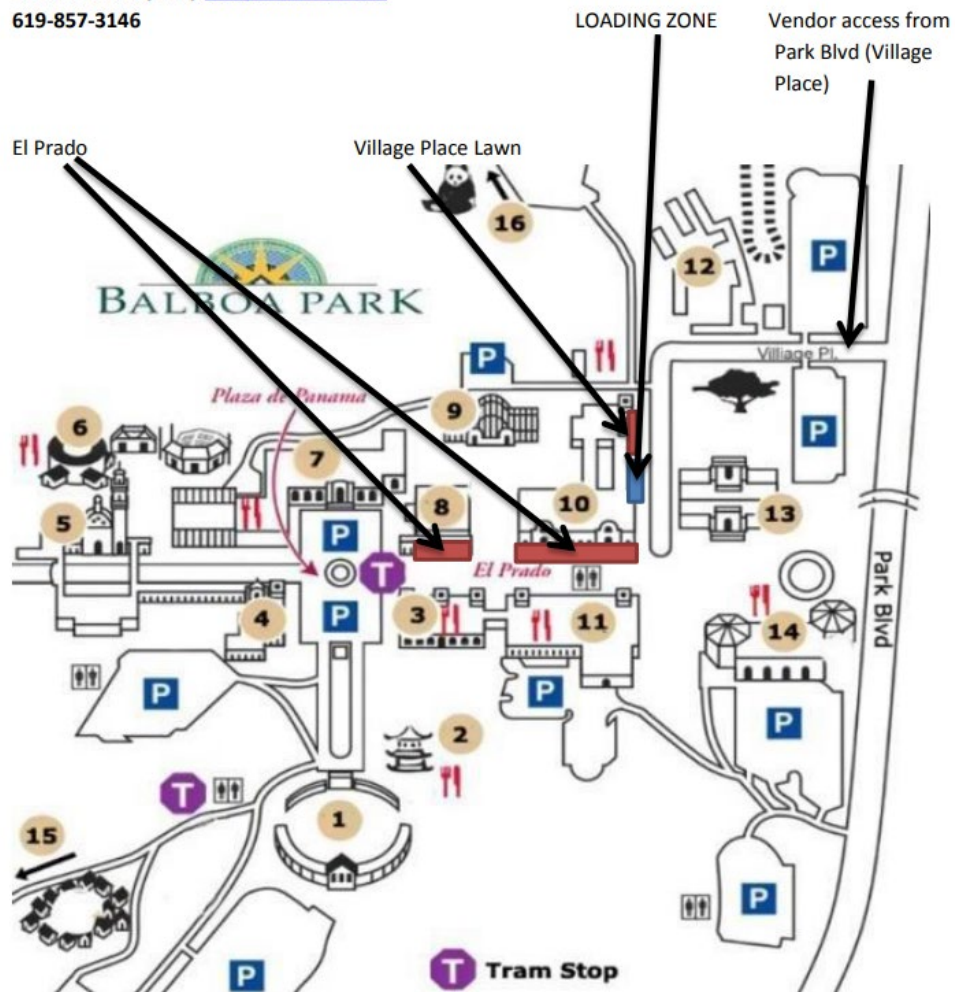 619-857-3146
LOADING ZONE
Vendor access from
Park Blvd (Village
Place)
El Prado
Village Place Lawn
16
12
P
BALBOA PARK
Village Pl.
P
Plaza de Panama
9
6
7
P
5
8
10
13
P
El Prado
T
Park Blvd
4
P
3
11
14
P
P
P
2
T
1
15
P
P
T Tram Stop